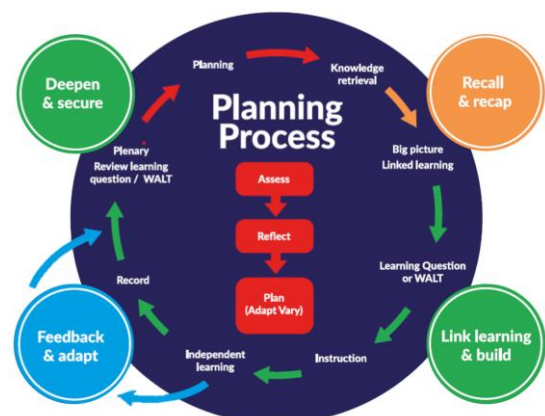 Planning
Process
Assess
Reflect
Plan
(Adapt Vary)
Planning
Knowledge
retrieval
Recall
& recap
Big picture
Linked learning
Learning Question
or WALT
Link learning
& build
Instruction
Independent
learning
Feedback
& adapt
Record
Plenary
Review learning
question / WALT
Deepen
& secure